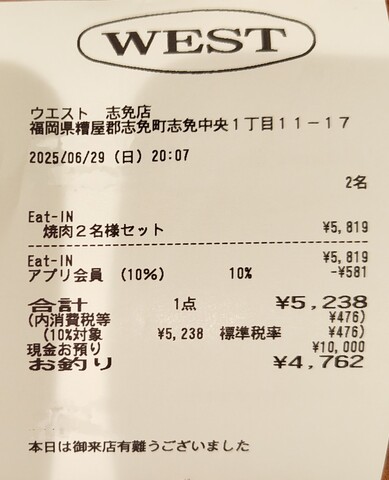 WEST
ウエスト 志免店
福岡県糟屋郡志免町志免中央1丁目11-17
2025/06/29 (日) 20:07
2名
Eat-IN
焼肉2名様セット ¥5,819
Eat-IN ¥5,819
アプリ会員 (10%) 10% -¥581
合計 1点 ¥5,238
(内消費税等 ¥476)
(10%対象 ¥5,238 標準税率 ¥476)
現金お預り ¥10,000
お釣り ¥4,762
本日は御来店有難うございました